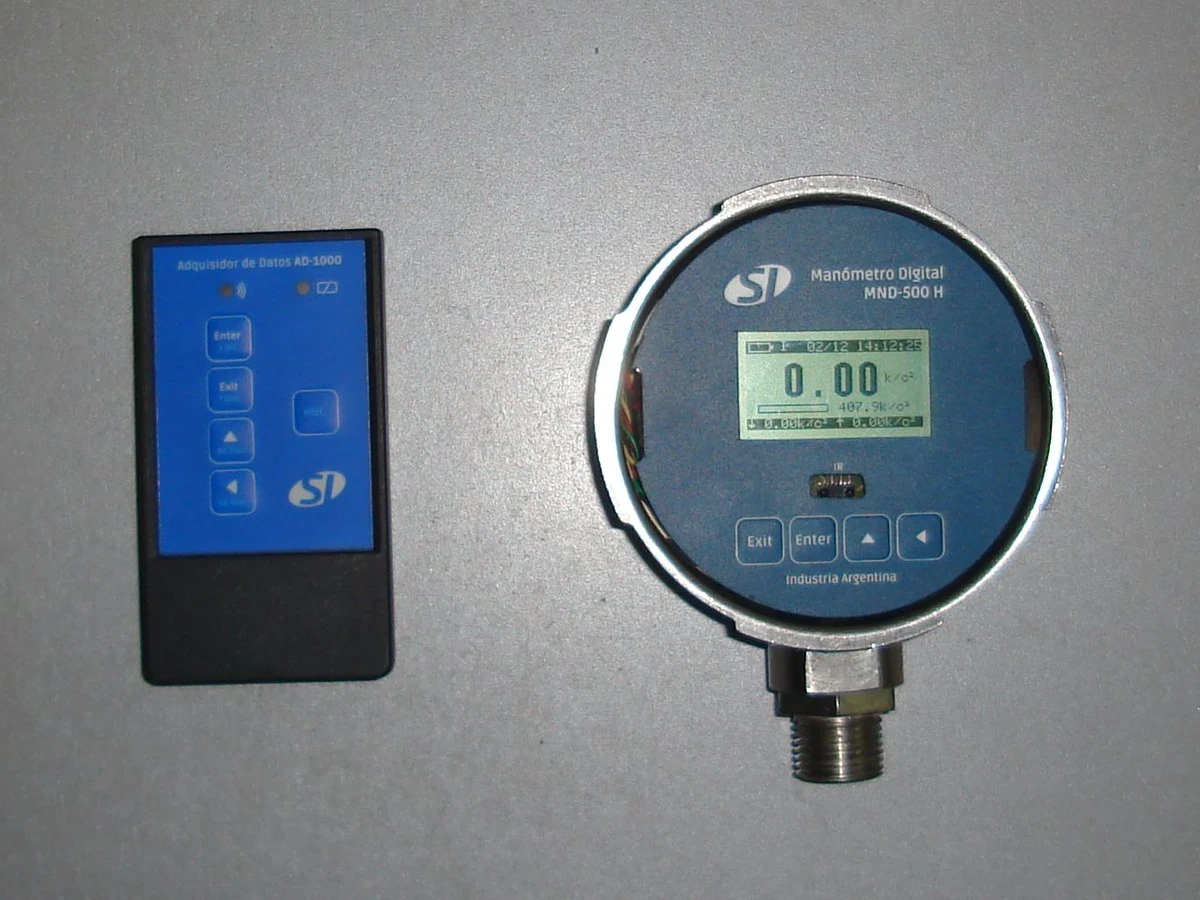 Adquisidor de Datos AD-1000
Enter
Exit
SI
SI
Manómetro Digital
MND-500 H
02/12 14:12:25
0.00 k/c²
407.9k/c²
↓ 0.00k/c² ↑ 0.00k/c²
IR
Exit Enter
Industria Argentina